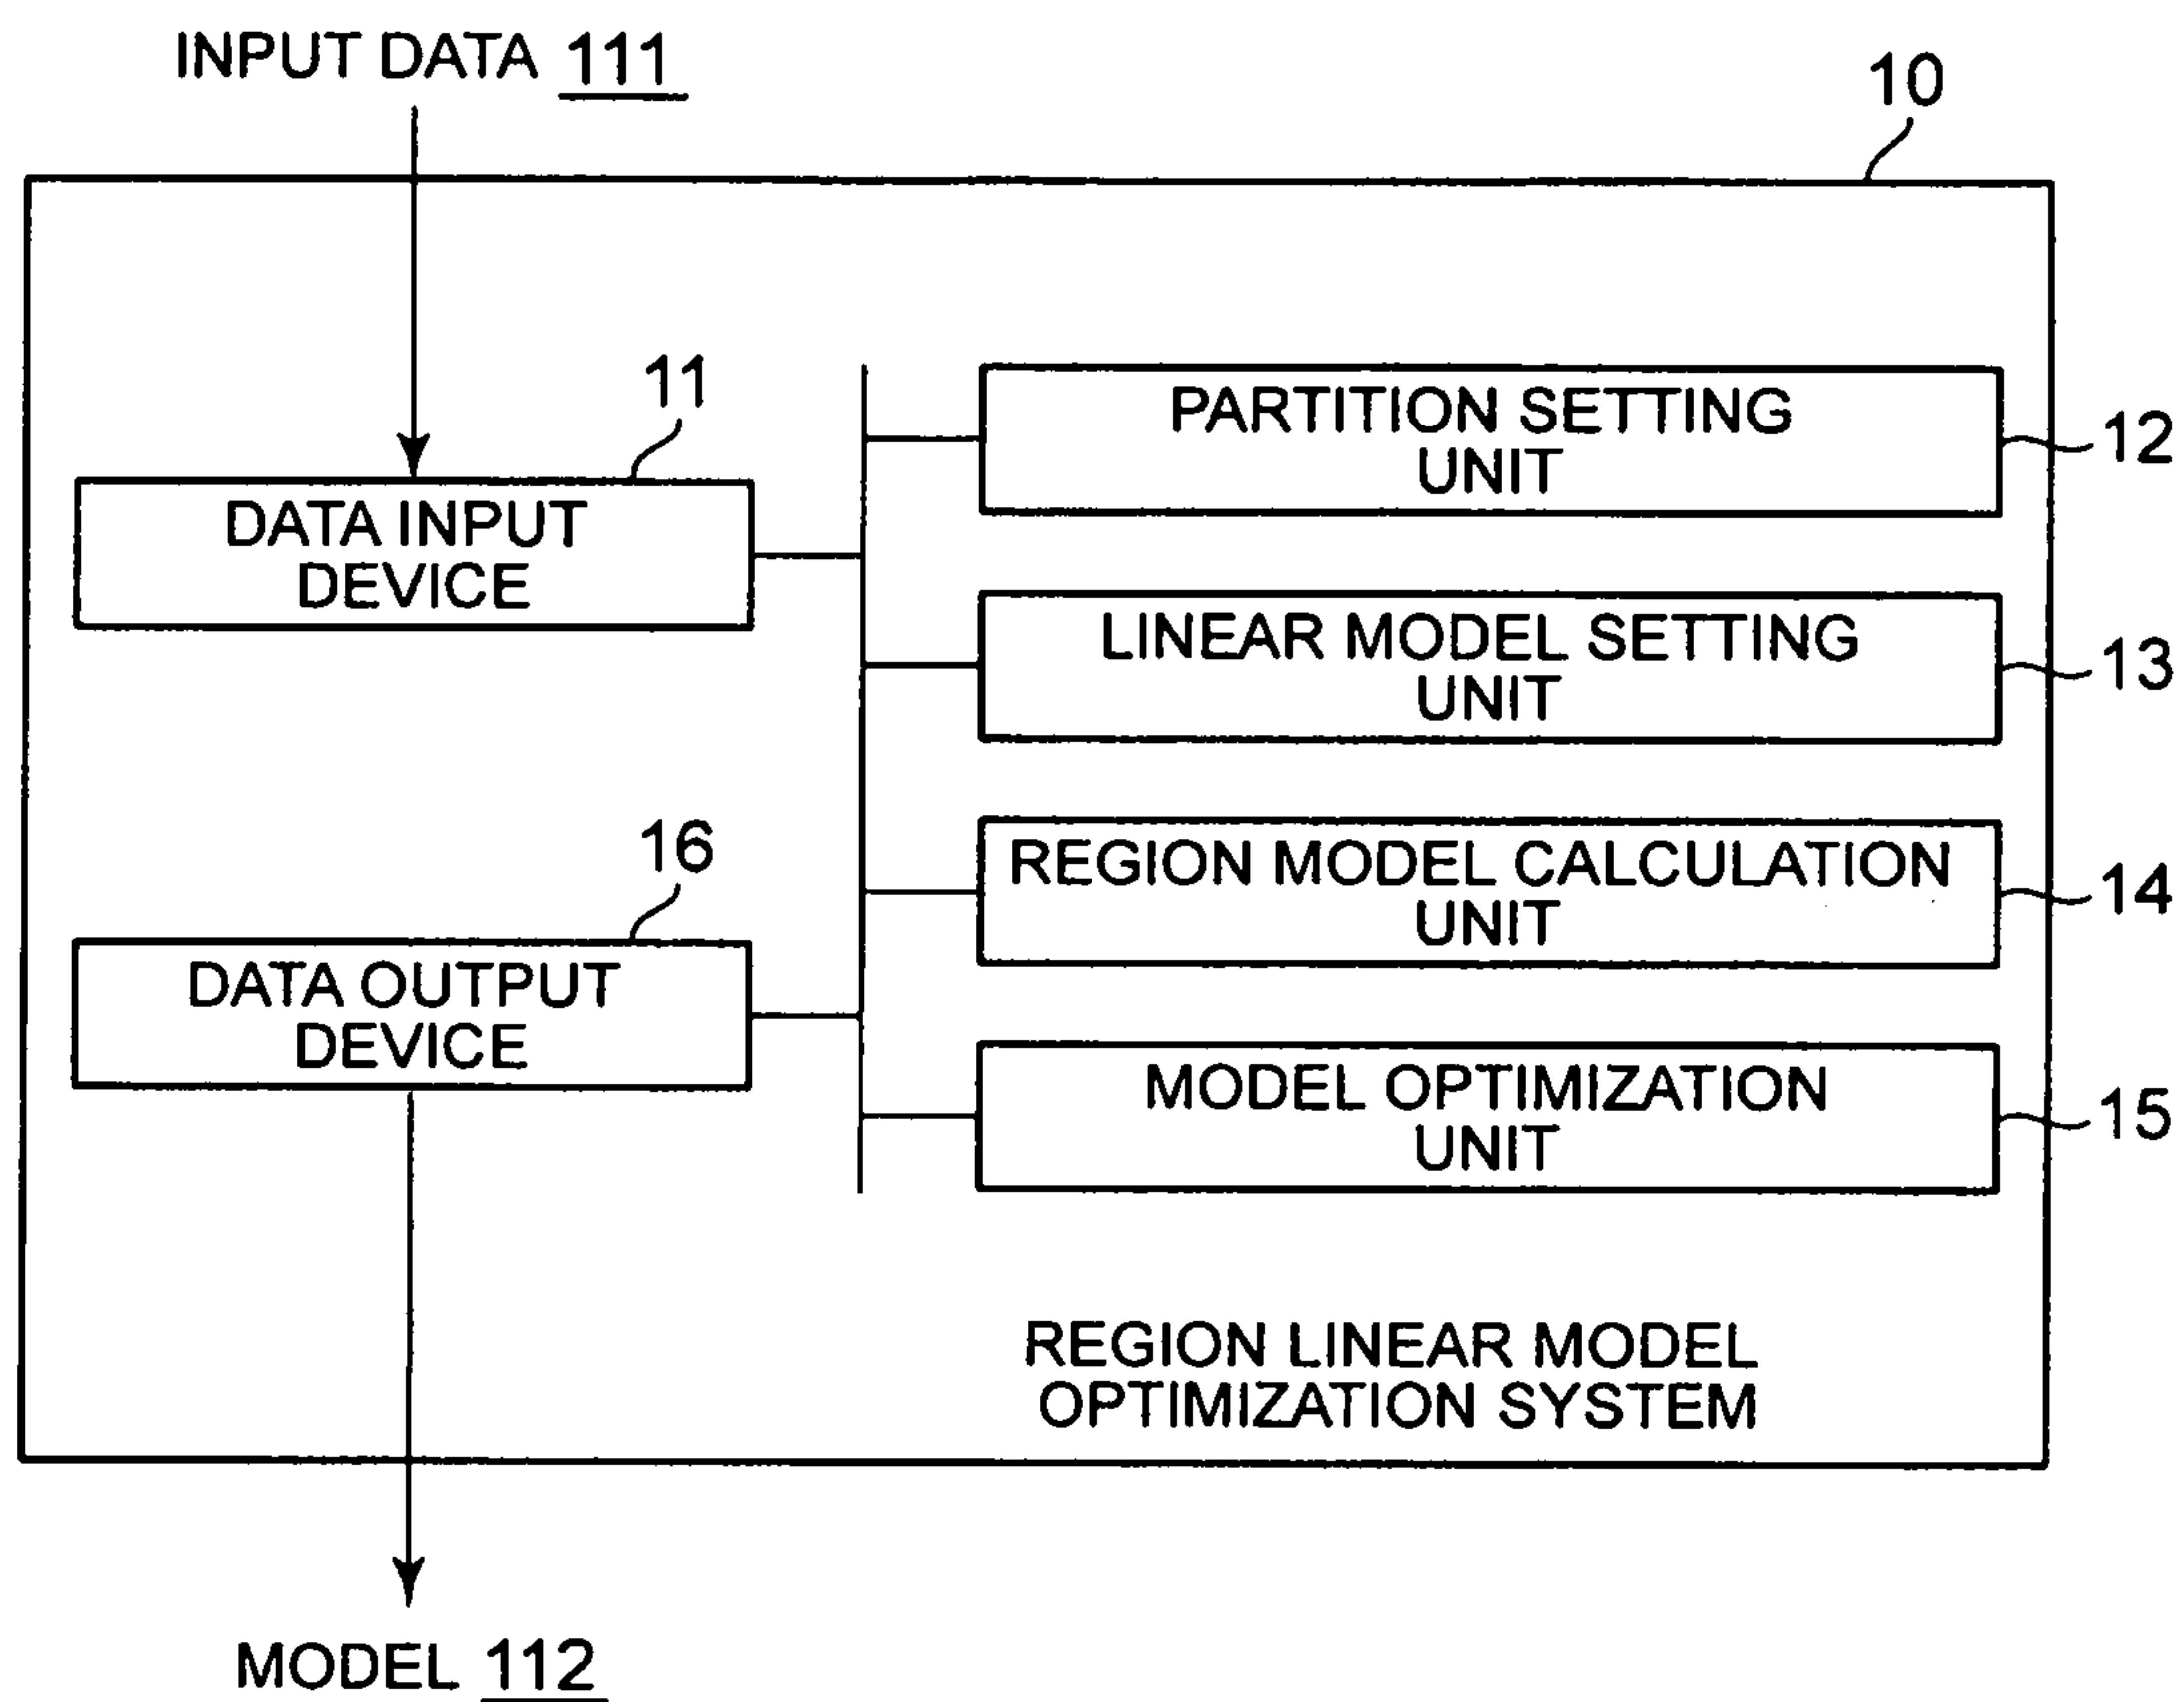 INPUT DATA 111
10
11
DATA INPUT
DEVICE
PARTITION SETTING
UNIT
12
LINEAR MODEL SETTING
UNIT
13
REGION MODEL CALCULATION
UNIT
14
16
DATA OUTPUT
DEVICE
MODEL OPTIMIZATION
UNIT
15
REGION LINEAR MODEL
OPTIMIZATION SYSTEM
MODEL 112